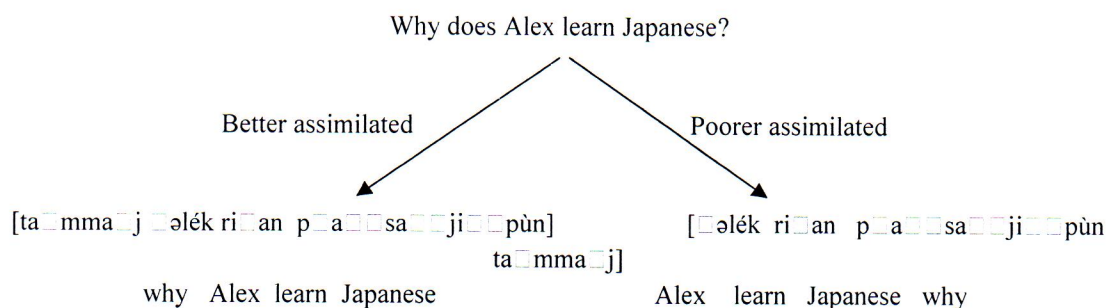 Why does Alex learn Japanese?
Better assimilated
Poorer assimilated
[ta□mma□j □əlék ri□an p□a□□sa□□ji□□pùn]
[□əlék ri□an p□a□□sa□□ji□□pùn
ta□mma□j]
why Alex learn Japanese
Alex learn Japanese why